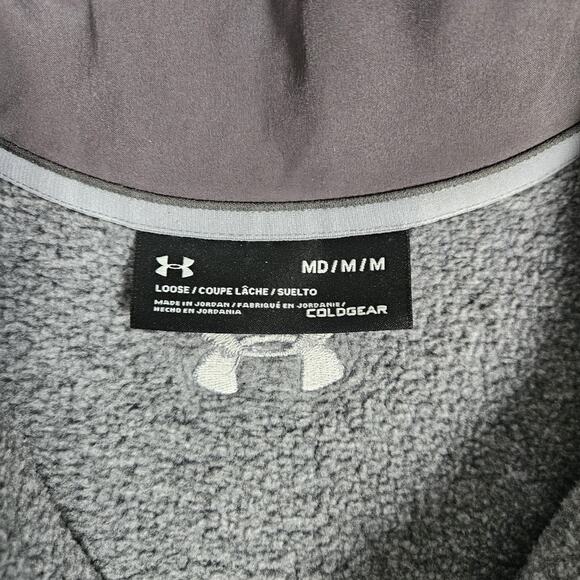 MD/M/M
LOOSE/COUPE LÂCHE/SUELTO
MADE IN JORDAN/FABRIQUÉ EN JORDANIE/
HECHO EN JORDANIA
COLDGEAR